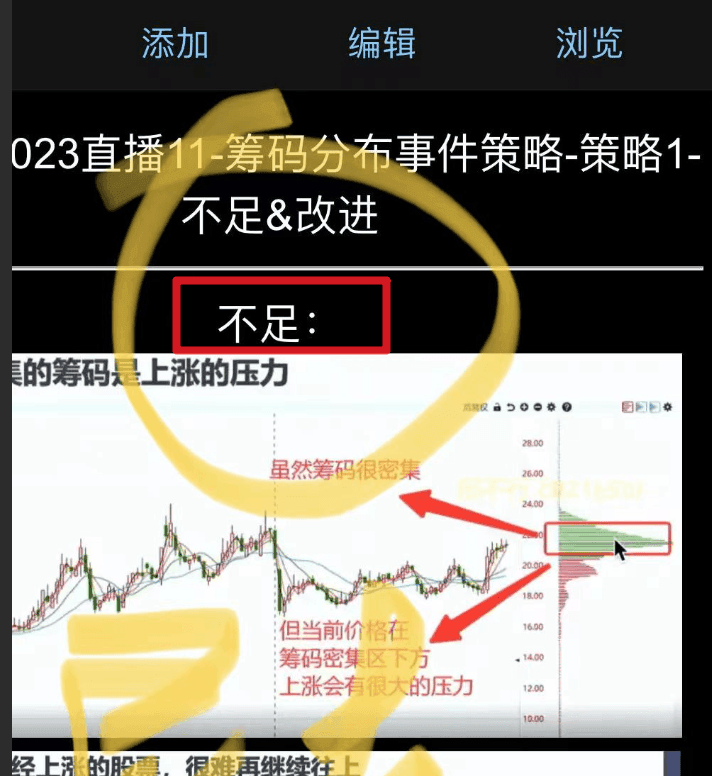 添加 编辑 浏览
023直播11-筹码分布事件策略-策略1-
不足&改进
不足：
集的筹码是上涨的压力
28.00
虽然筹码很密集
26.00
24.00
20.00
18.00
但当前价格在
16.00
筹码密集区下方
14.00
上涨会有很大的压力
12.00
10.00
经上涨的股票，很难再继续往上